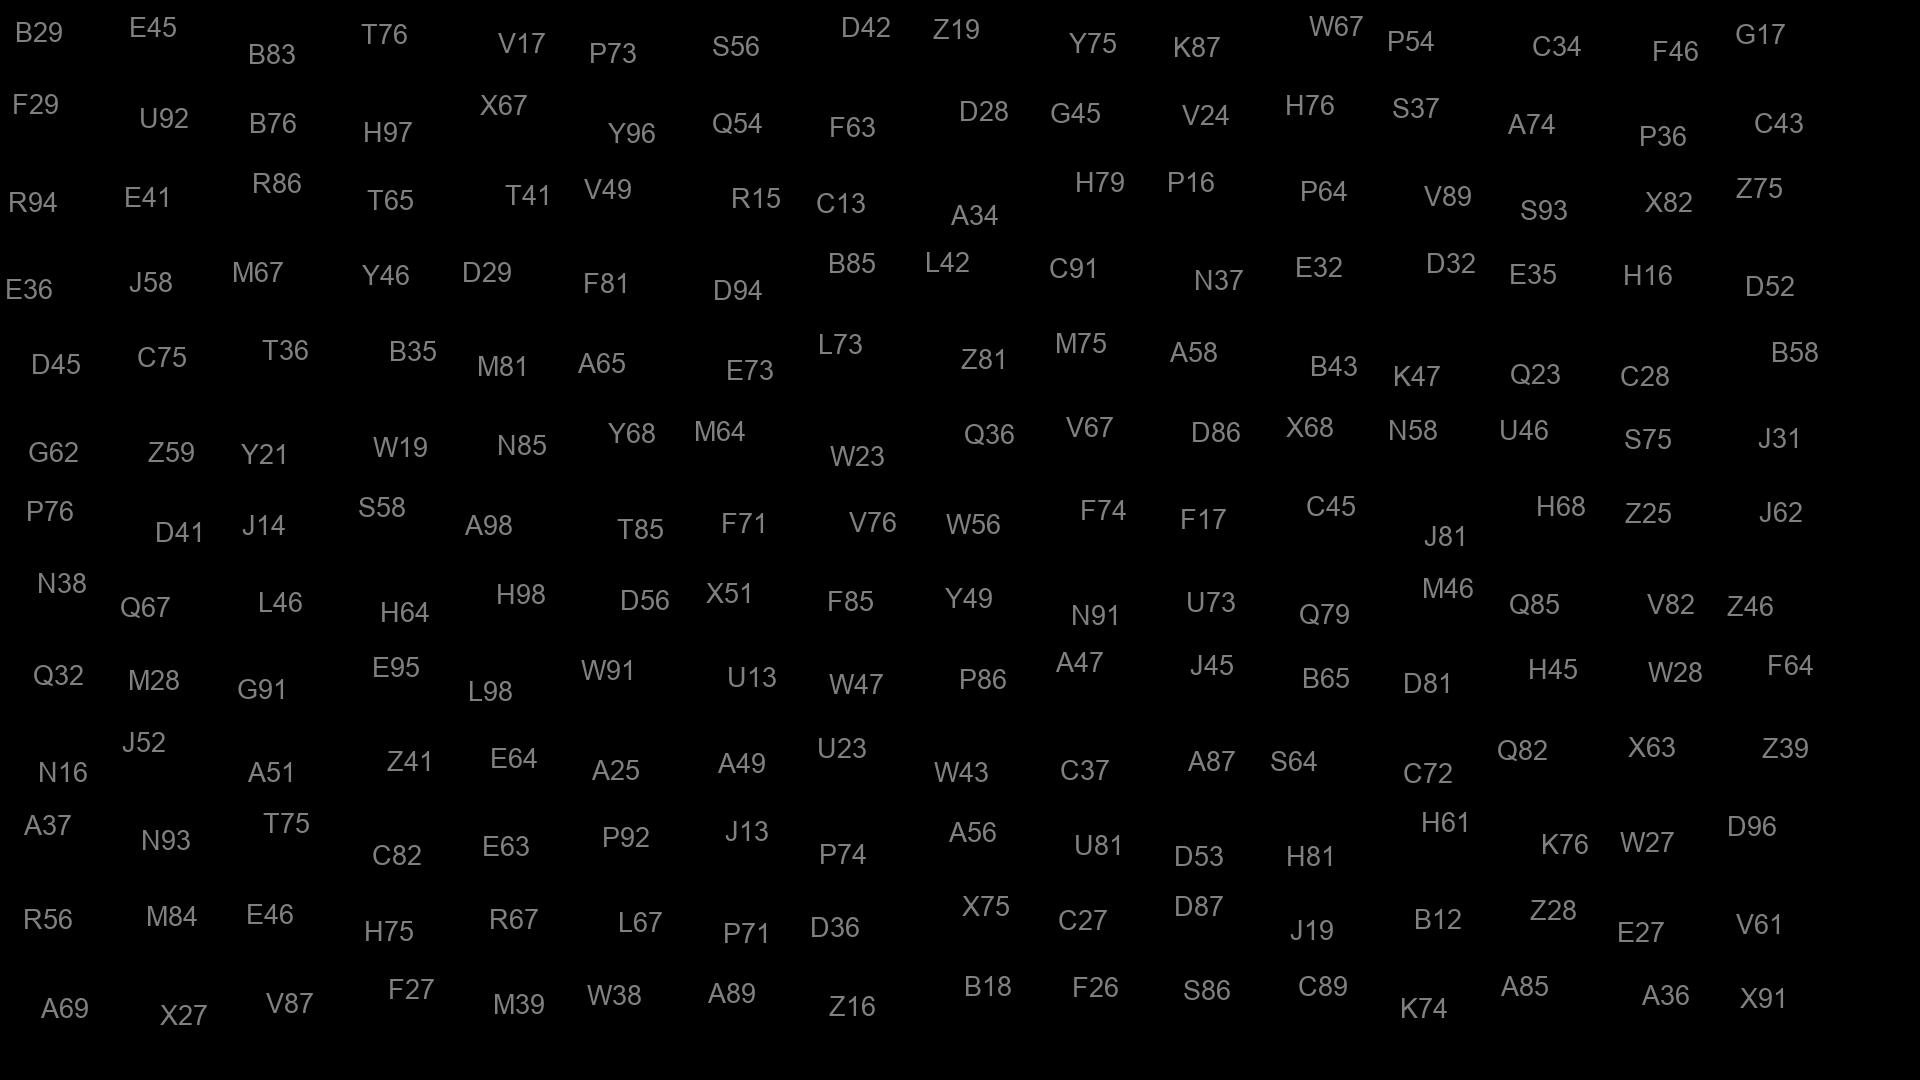 B29 E45 B83 T76 V17 P73 S56 D42 Z19 Y75 K87 W67 P54 C34 F46 G17
F29 U92 B76 H97 X67 Y96 Q54 F63 D28 G45 V24 H76 S37 A74 P36 C43
R94 E41 R86 T65 T41 V49 R15 C13 A34 H79 P16 P64 V89 S93 X82 Z75
E36 J58 M67 Y46 D29 F81 D94 B85 L42 C91 N37 E32 D32 E35 H16 D52
D45 C75 T36 B35 M81 A65 E73 L73 Z81 M75 A58 B43 K47 Q23 C28 B58
G62 Z59 Y21 W19 N85 Y68 M64 W23 Q36 V67 D86 X68 N58 U46 S75 J31
P76 D41 J14 S58 A98 T85 F71 V76 W56 F74 F17 C45 J81 H68 Z25 J62
N38 Q67 L46 H64 H98 D56 X51 F85 Y49 N91 U73 Q79 M46 Q85 V82 Z46
Q32 M28 G91 E95 L98 W91 U13 W47 P86 A47 J45 B65 D81 H45 W28 F64
N16 J52 A51 Z41 E64 A25 A49 U23 W43 C37 A87 S64 C72 Q82 X63 Z39
A37 N93 T75 C82 E63 P92 J13 P74 A56 U81 D53 H81 H61 K76 W27 D96
R56 M84 E46 H75 R67 L67 P71 D36 X75 C27 D87 J19 B12 Z28 E27 V61
A69 X27 V87 F27 M39 W38 A89 Z16 B18 F26 S86 C89 K74 A85 A36 X91